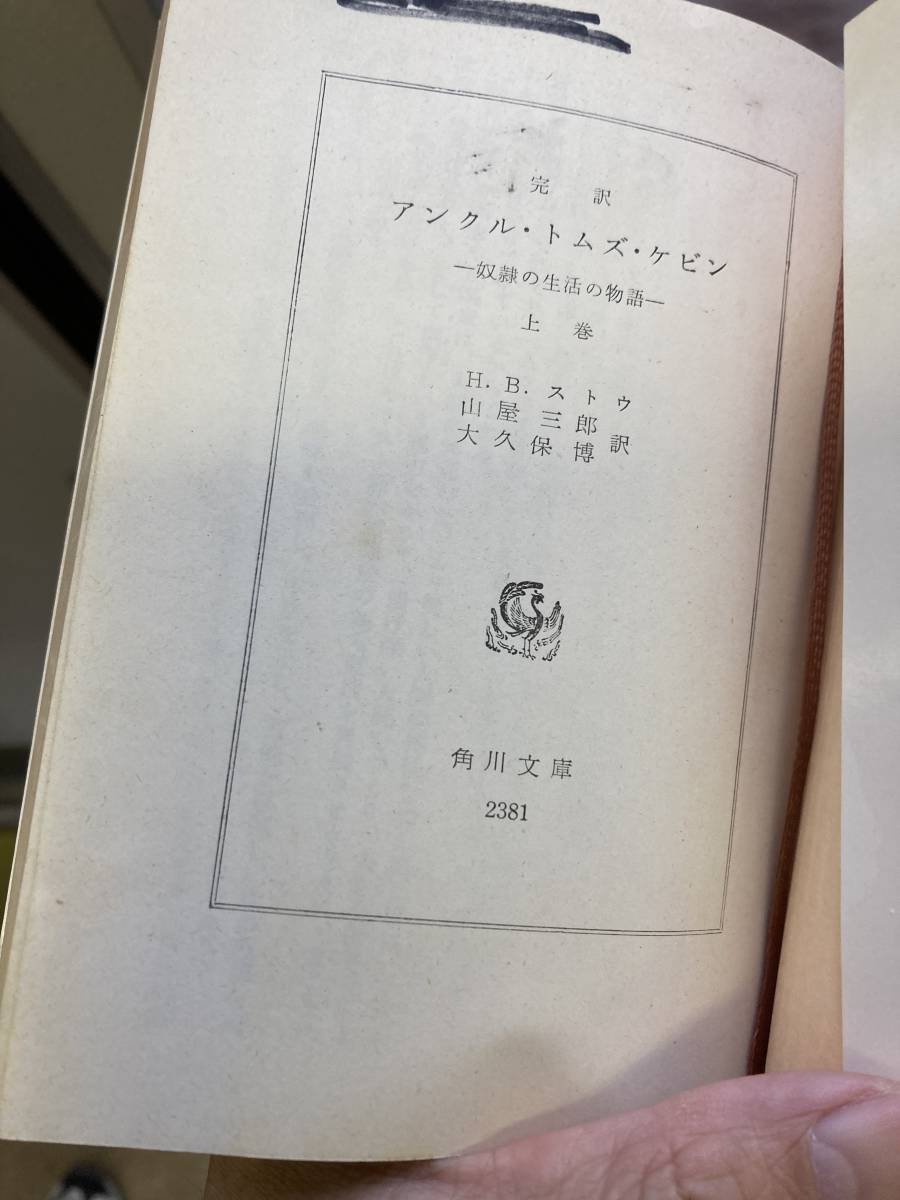 完 訳
アンクル・トムズ・ケビン
―奴隷の生活の物語―
上 巻
H. B. ストウ
山屋三郎
大久保博 訳
角川文庫
2381